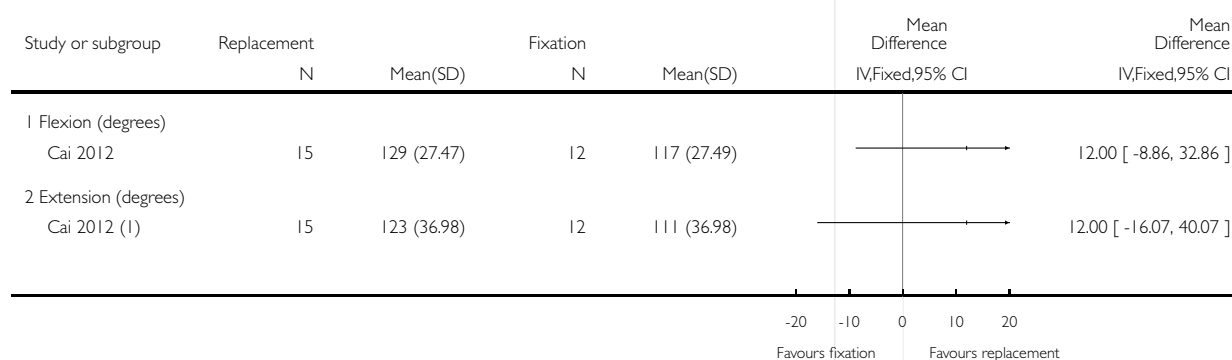 Mean Mean
Study or subgroup Replacement Fixation Difference Difference
N Mean(SD) N Mean(SD) IV,Fixed,95% CI IV,Fixed,95% CI
1 Flexion (degrees)
Cai 2012 15 129 (27.47) 12 117 (27.49) 12.00 [ -8.86, 32.86 ]
2 Extension (degrees)
Cai 2012 (1) 15 123 (36.98) 12 111 (36.98) 12.00 [ -16.07, 40.07 ]
-20 -10 0 10 20
Favours fixation Favours replacement